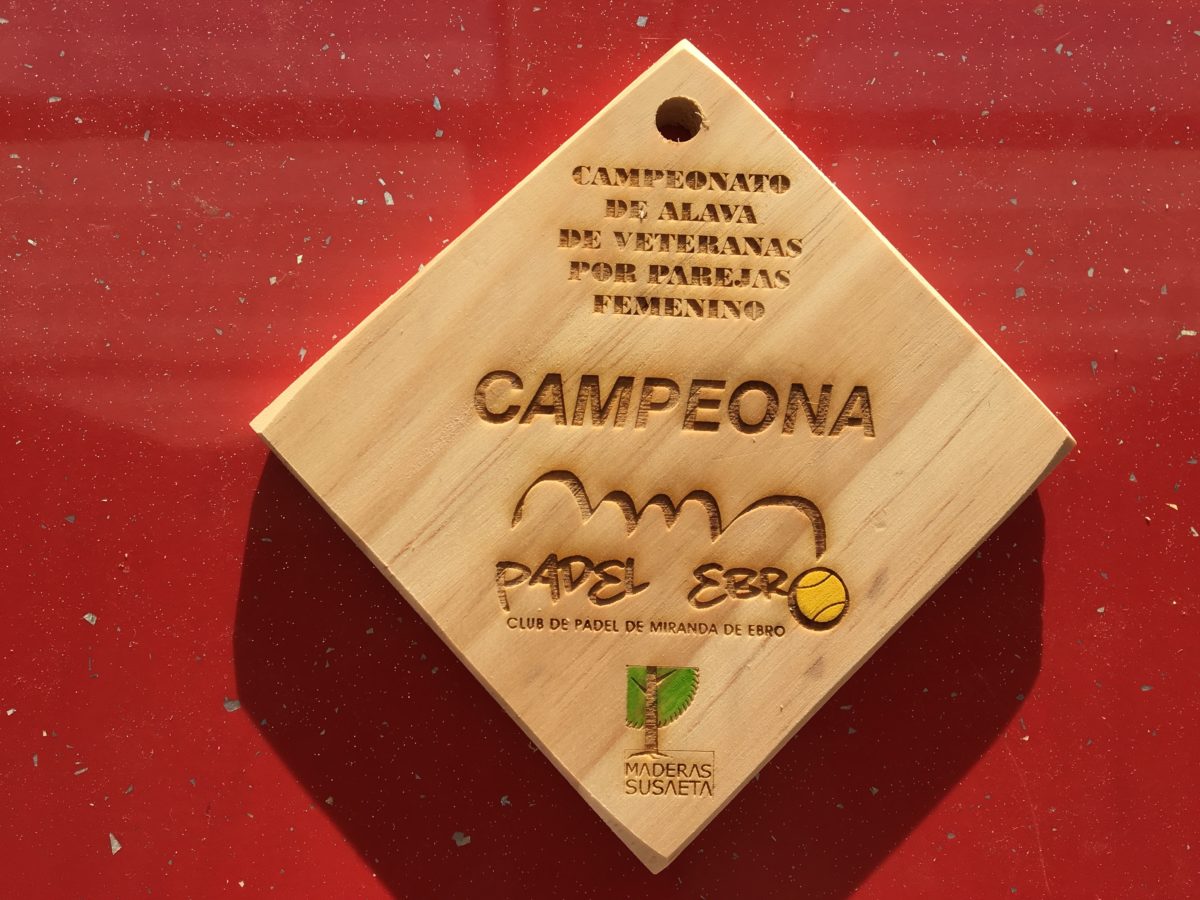 CAMPEONATO
DE ALAVA
DE VETERANAS
POR PAREJAS
FEMENINO
CAMPEONA
PADEL EBRO
CLUB DE PADEL DE MIRANDA DE EBRO
MADERAS
SUSAETA